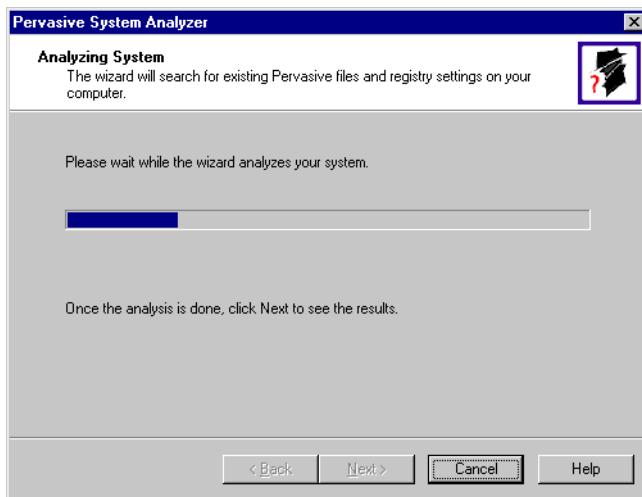 Pervasive System Analyzer
Analyzing System
The wizard will search for existing Pervasive files and registry settings on your
computer.
?
Please wait while the wizard analyzes your system.
Once the analysis is done, click Next to see the results.
< Back Next > Cancel Help